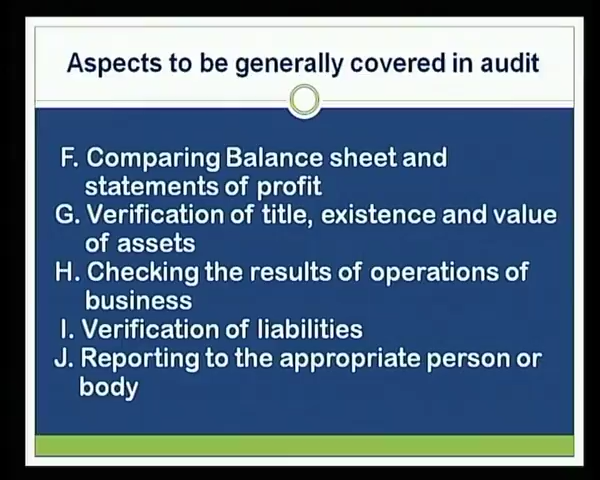 Aspects to be generally covered in audit
F. Comparing Balance sheet and
statements of profit
G. Verification of title, existence and value
of assets
H. Checking the results of operations of
business
I. Verification of liabilities
J. Reporting to the appropriate person or
body